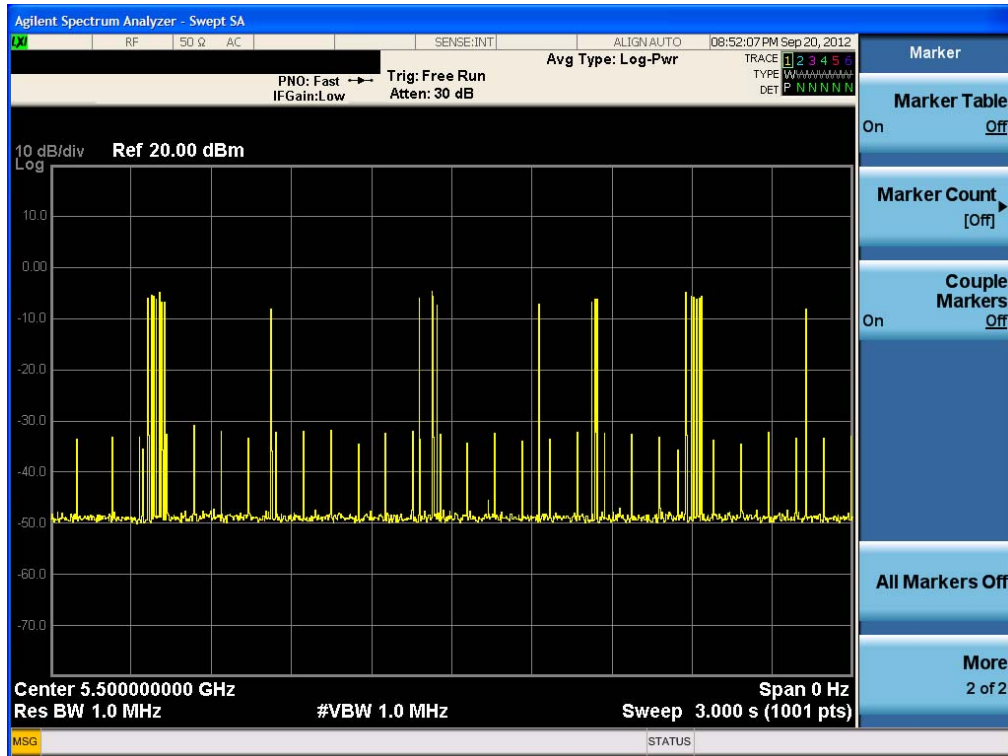 Agilent Spectrum Analyzer - Swept SA
LXI RF 50 Ω AC SENSE:INT ALIGN AUTO 08:52:07 PM Sep 20, 2012
Marker
PNO: Fast
IFGain:Low
Trig: Free Run
Atten: 30 dB
Avg Type: Log-Pwr
TRACE 1 2 3 4 5 6
TYPE W
DET P N N N N N
10 dB/div Ref 20.00 dBm
Log
10.0
0.00
-10.0
-20.0
-30.0
-40.0
-50.0
-60.0
-70.0
Center 5.500000000 GHz Span 0 Hz
Res BW 1.0 MHz #VBW 1.0 MHz Sweep 3.000 s (1001 pts)
Marker Table
On Off
Marker Count
[Off]
Couple
Markers
On Off
All Markers Off
More
2 of 2
MSG STATUS